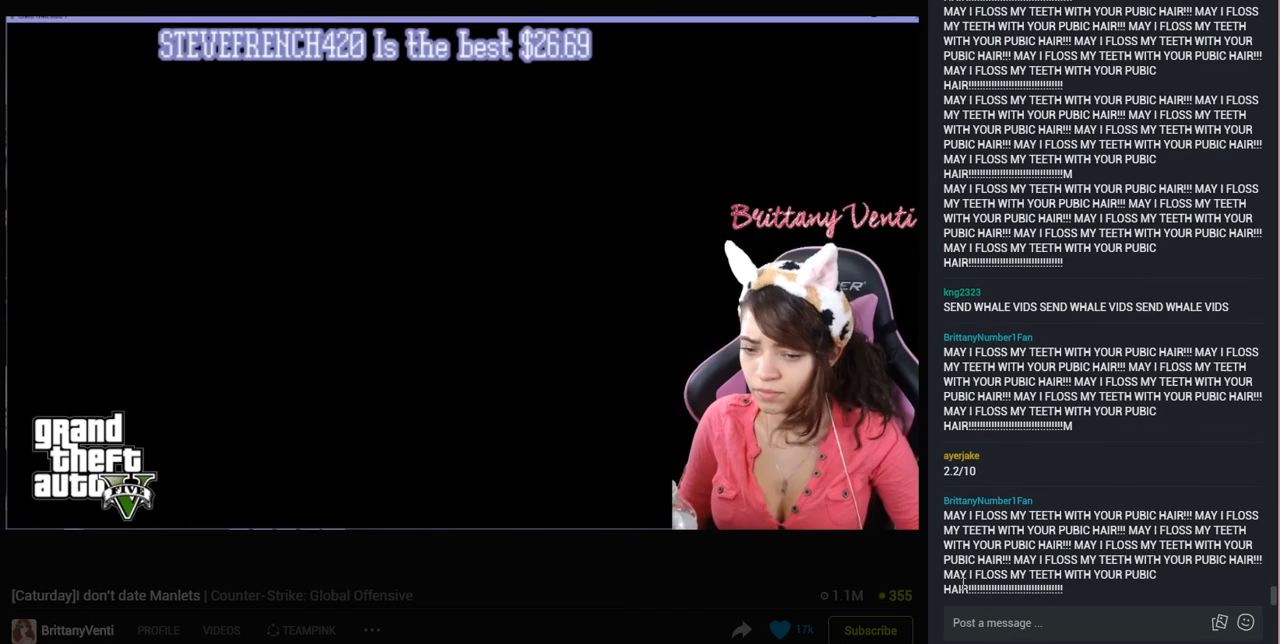 STEVEFRENCH420 Is the best $26.69
Brittany Venti
grand
theft
auto
FIVE
[Caturday]I don't date Manlets | Counter-Strike: Global Offensive
1.1M
355
BrittanyVenti
PROFILE
VIDEOS
TEAMPINK
17k
Subscribe
MAY I FLOSS MY TEETH WITH YOUR PUBIC HAIR!!! MAY I FLOSS
MY TEETH WITH YOUR PUBIC HAIR!!! MAY I FLOSS MY TEETH
WITH YOUR PUBIC HAIR!!! MAY I FLOSS MY TEETH WITH YOUR
PUBIC HAIR!!! MAY I FLOSS MY TEETH WITH YOUR PUBIC HAIR!!!
MAY I FLOSS MY TEETH WITH YOUR PUBIC
HAIR!!!!!!!!!!!!!!!!!!!!!!!!!!!!!!!!!
MAY I FLOSS MY TEETH WITH YOUR PUBIC HAIR!!! MAY I FLOSS
MY TEETH WITH YOUR PUBIC HAIR!!! MAY I FLOSS MY TEETH
WITH YOUR PUBIC HAIR!!! MAY I FLOSS MY TEETH WITH YOUR
PUBIC HAIR!!! MAY I FLOSS MY TEETH WITH YOUR PUBIC HAIR!!!
MAY I FLOSS MY TEETH WITH YOUR PUBIC
HAIR!!!!!!!!!!!!!!!!!!!!!!!!!!!!!!!!!M
MAY I FLOSS MY TEETH WITH YOUR PUBIC HAIR!!! MAY I FLOSS
MY TEETH WITH YOUR PUBIC HAIR!!! MAY I FLOSS MY TEETH
WITH YOUR PUBIC HAIR!!! MAY I FLOSS MY TEETH WITH YOUR
PUBIC HAIR!!! MAY I FLOSS MY TEETH WITH YOUR PUBIC HAIR!!!
MAY I FLOSS MY TEETH WITH YOUR PUBIC
HAIR!!!!!!!!!!!!!!!!!!!!!!!!!!!!!!!!!
kng2323
SEND WHALE VIDS SEND WHALE VIDS SEND WHALE VIDS
BrittanyNumber1Fan
MAY I FLOSS MY TEETH WITH YOUR PUBIC HAIR!!! MAY I FLOSS
MY TEETH WITH YOUR PUBIC HAIR!!! MAY I FLOSS MY TEETH
WITH YOUR PUBIC HAIR!!! MAY I FLOSS MY TEETH WITH YOUR
PUBIC HAIR!!! MAY I FLOSS MY TEETH WITH YOUR PUBIC HAIR!!!
MAY I FLOSS MY TEETH WITH YOUR PUBIC
HAIR!!!!!!!!!!!!!!!!!!!!!!!!!!!!!!!!!M
ayerjake
2.2/10
BrittanyNumber1Fan
MAY I FLOSS MY TEETH WITH YOUR PUBIC HAIR!!! MAY I FLOSS
MY TEETH WITH YOUR PUBIC HAIR!!! MAY I FLOSS MY TEETH
WITH YOUR PUBIC HAIR!!! MAY I FLOSS MY TEETH WITH YOUR
PUBIC HAIR!!! MAY I FLOSS MY TEETH WITH YOUR PUBIC HAIR!!!
MAY I FLOSS MY TEETH WITH YOUR PUBIC
HAIR!!!!!!!!!!!!!!!!!!!!!!!!!!!!!!!!!
Post a message ...